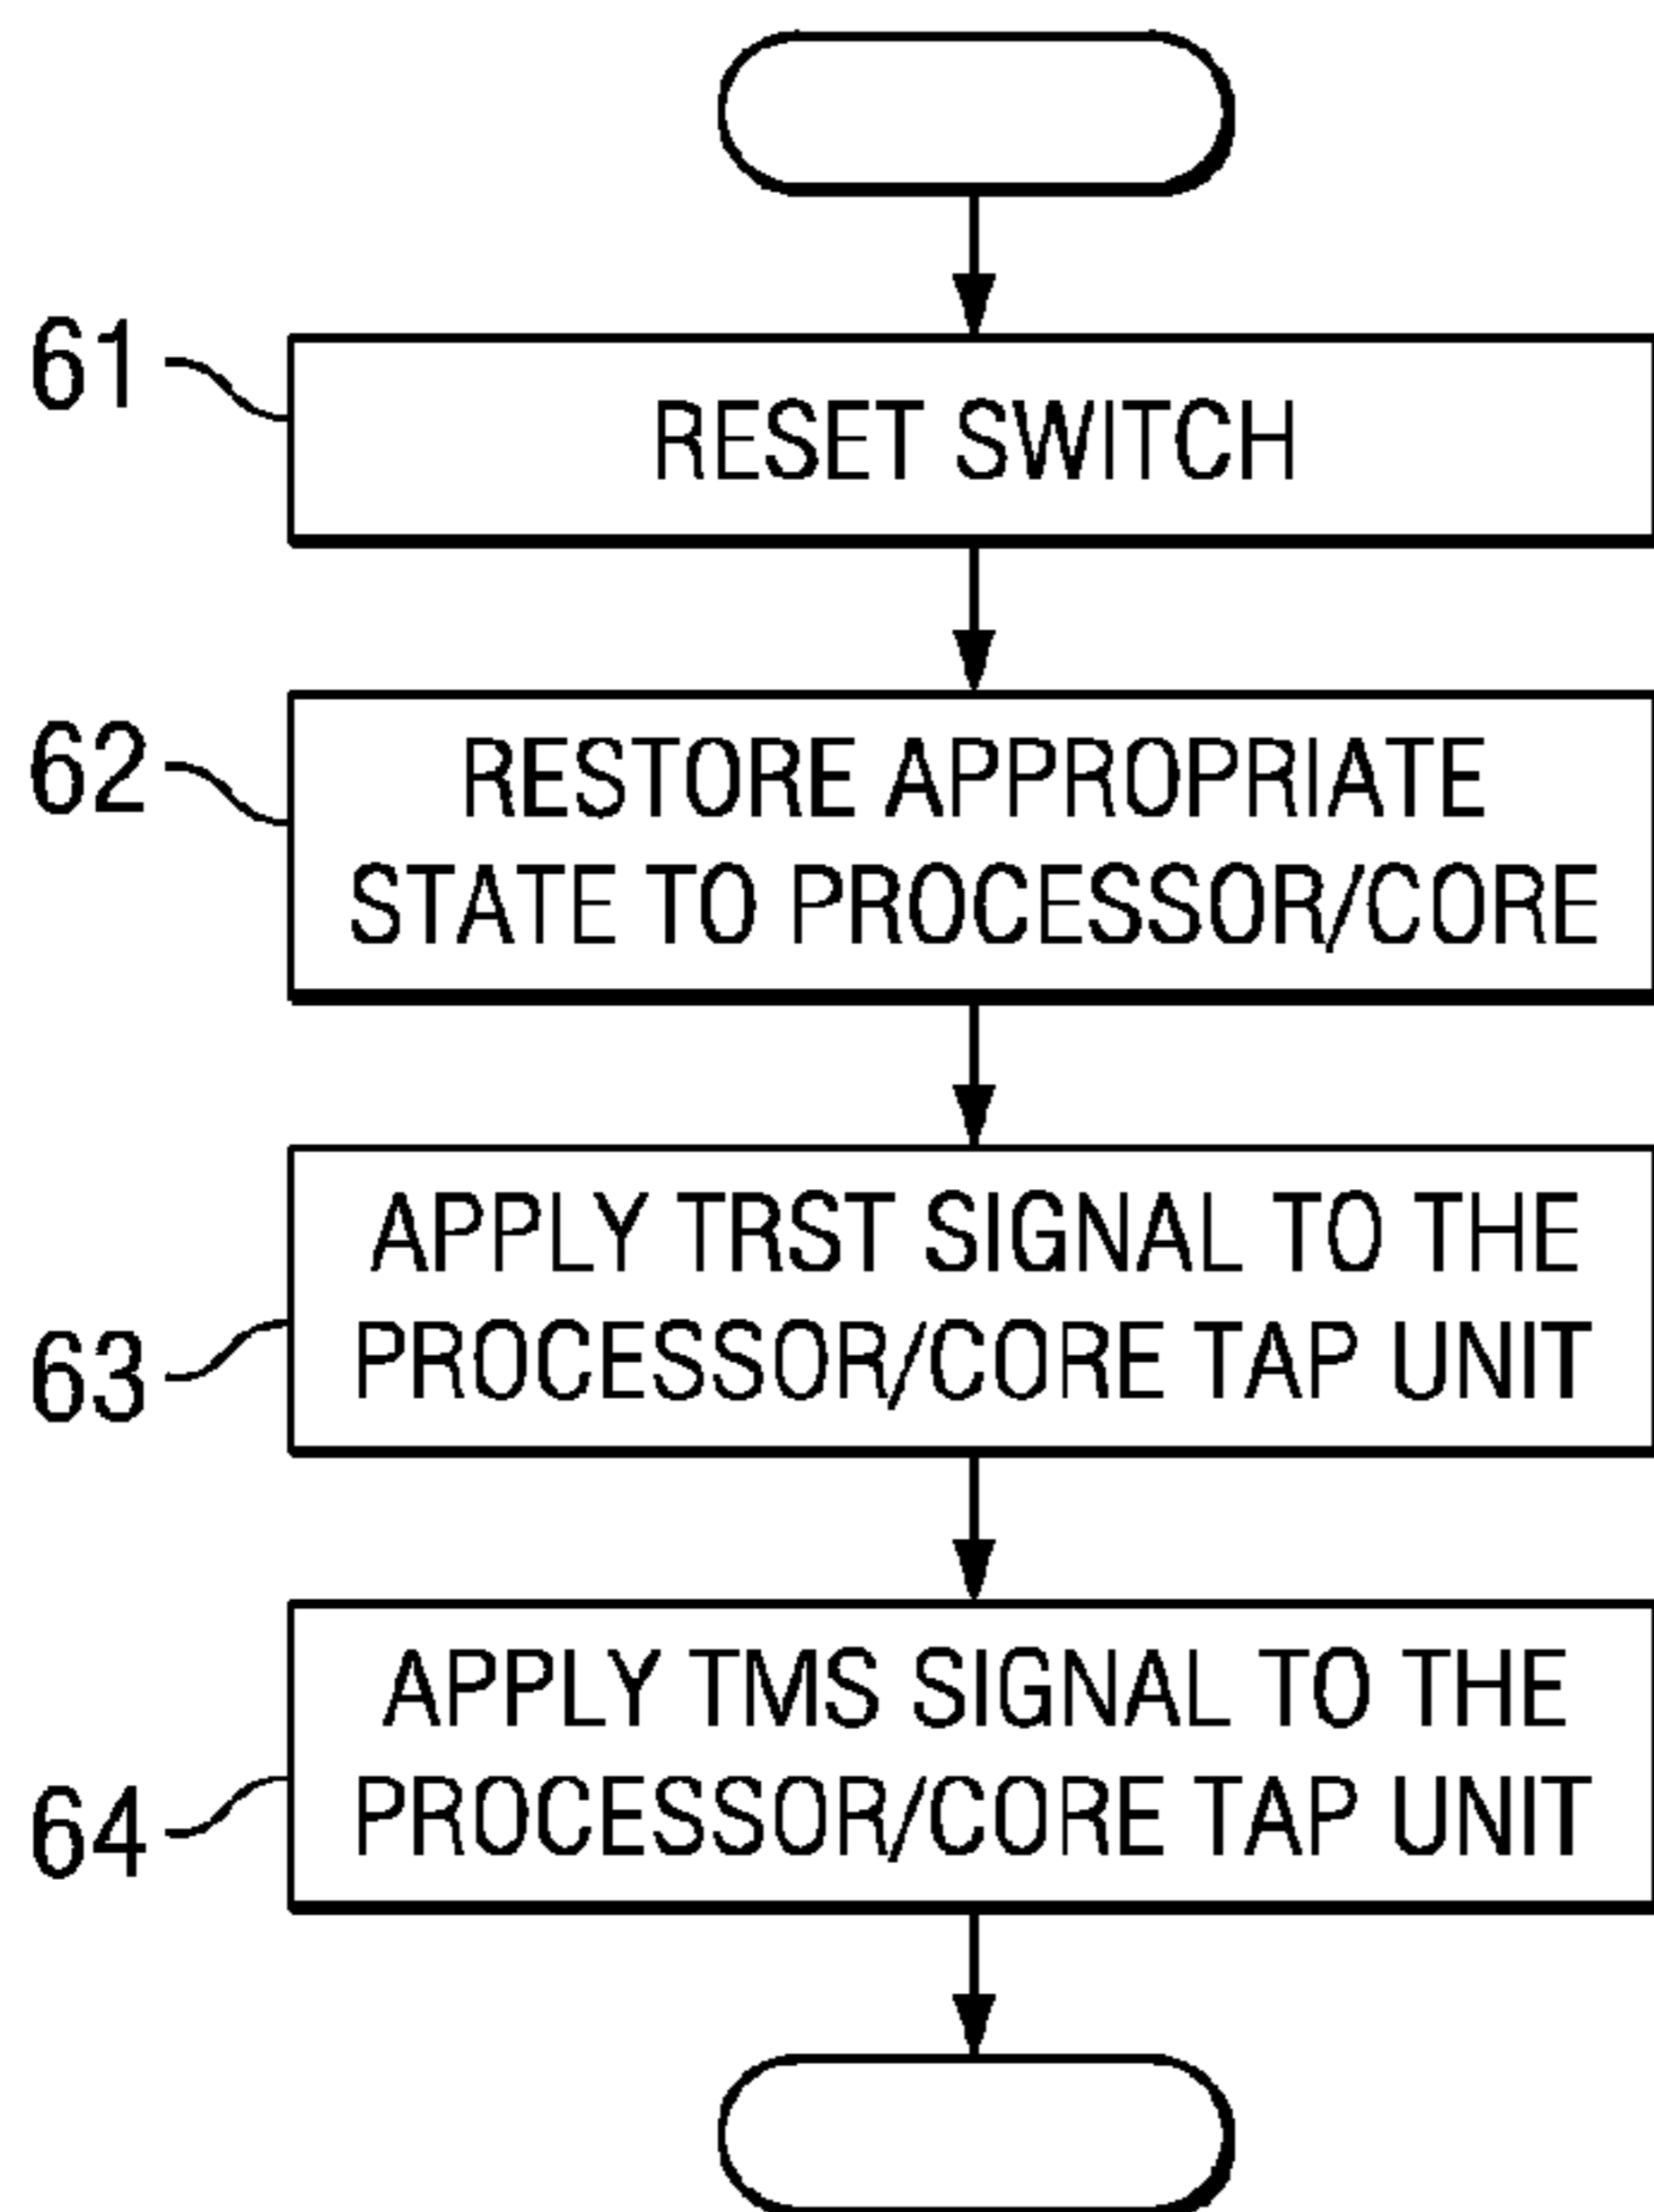 61
RESET SWITCH
62
RESTORE APPROPRIATE
STATE TO PROCESSOR/CORE
63
APPLY TRST SIGNAL TO THE
PROCESSOR/CORE TAP UNIT
64
APPLY TMS SIGNAL TO THE
PROCESSOR/CORE TAP UNIT